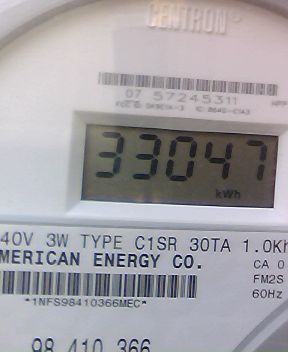 CENTRON®
07 57245311
33047
kWh
40V 3W TYPE C1SR 30TA 1.0Kh
MERICAN ENERGY CO.
CA 0
FM2S
*1NFS98410366MEC*
60Hz
98 410 366